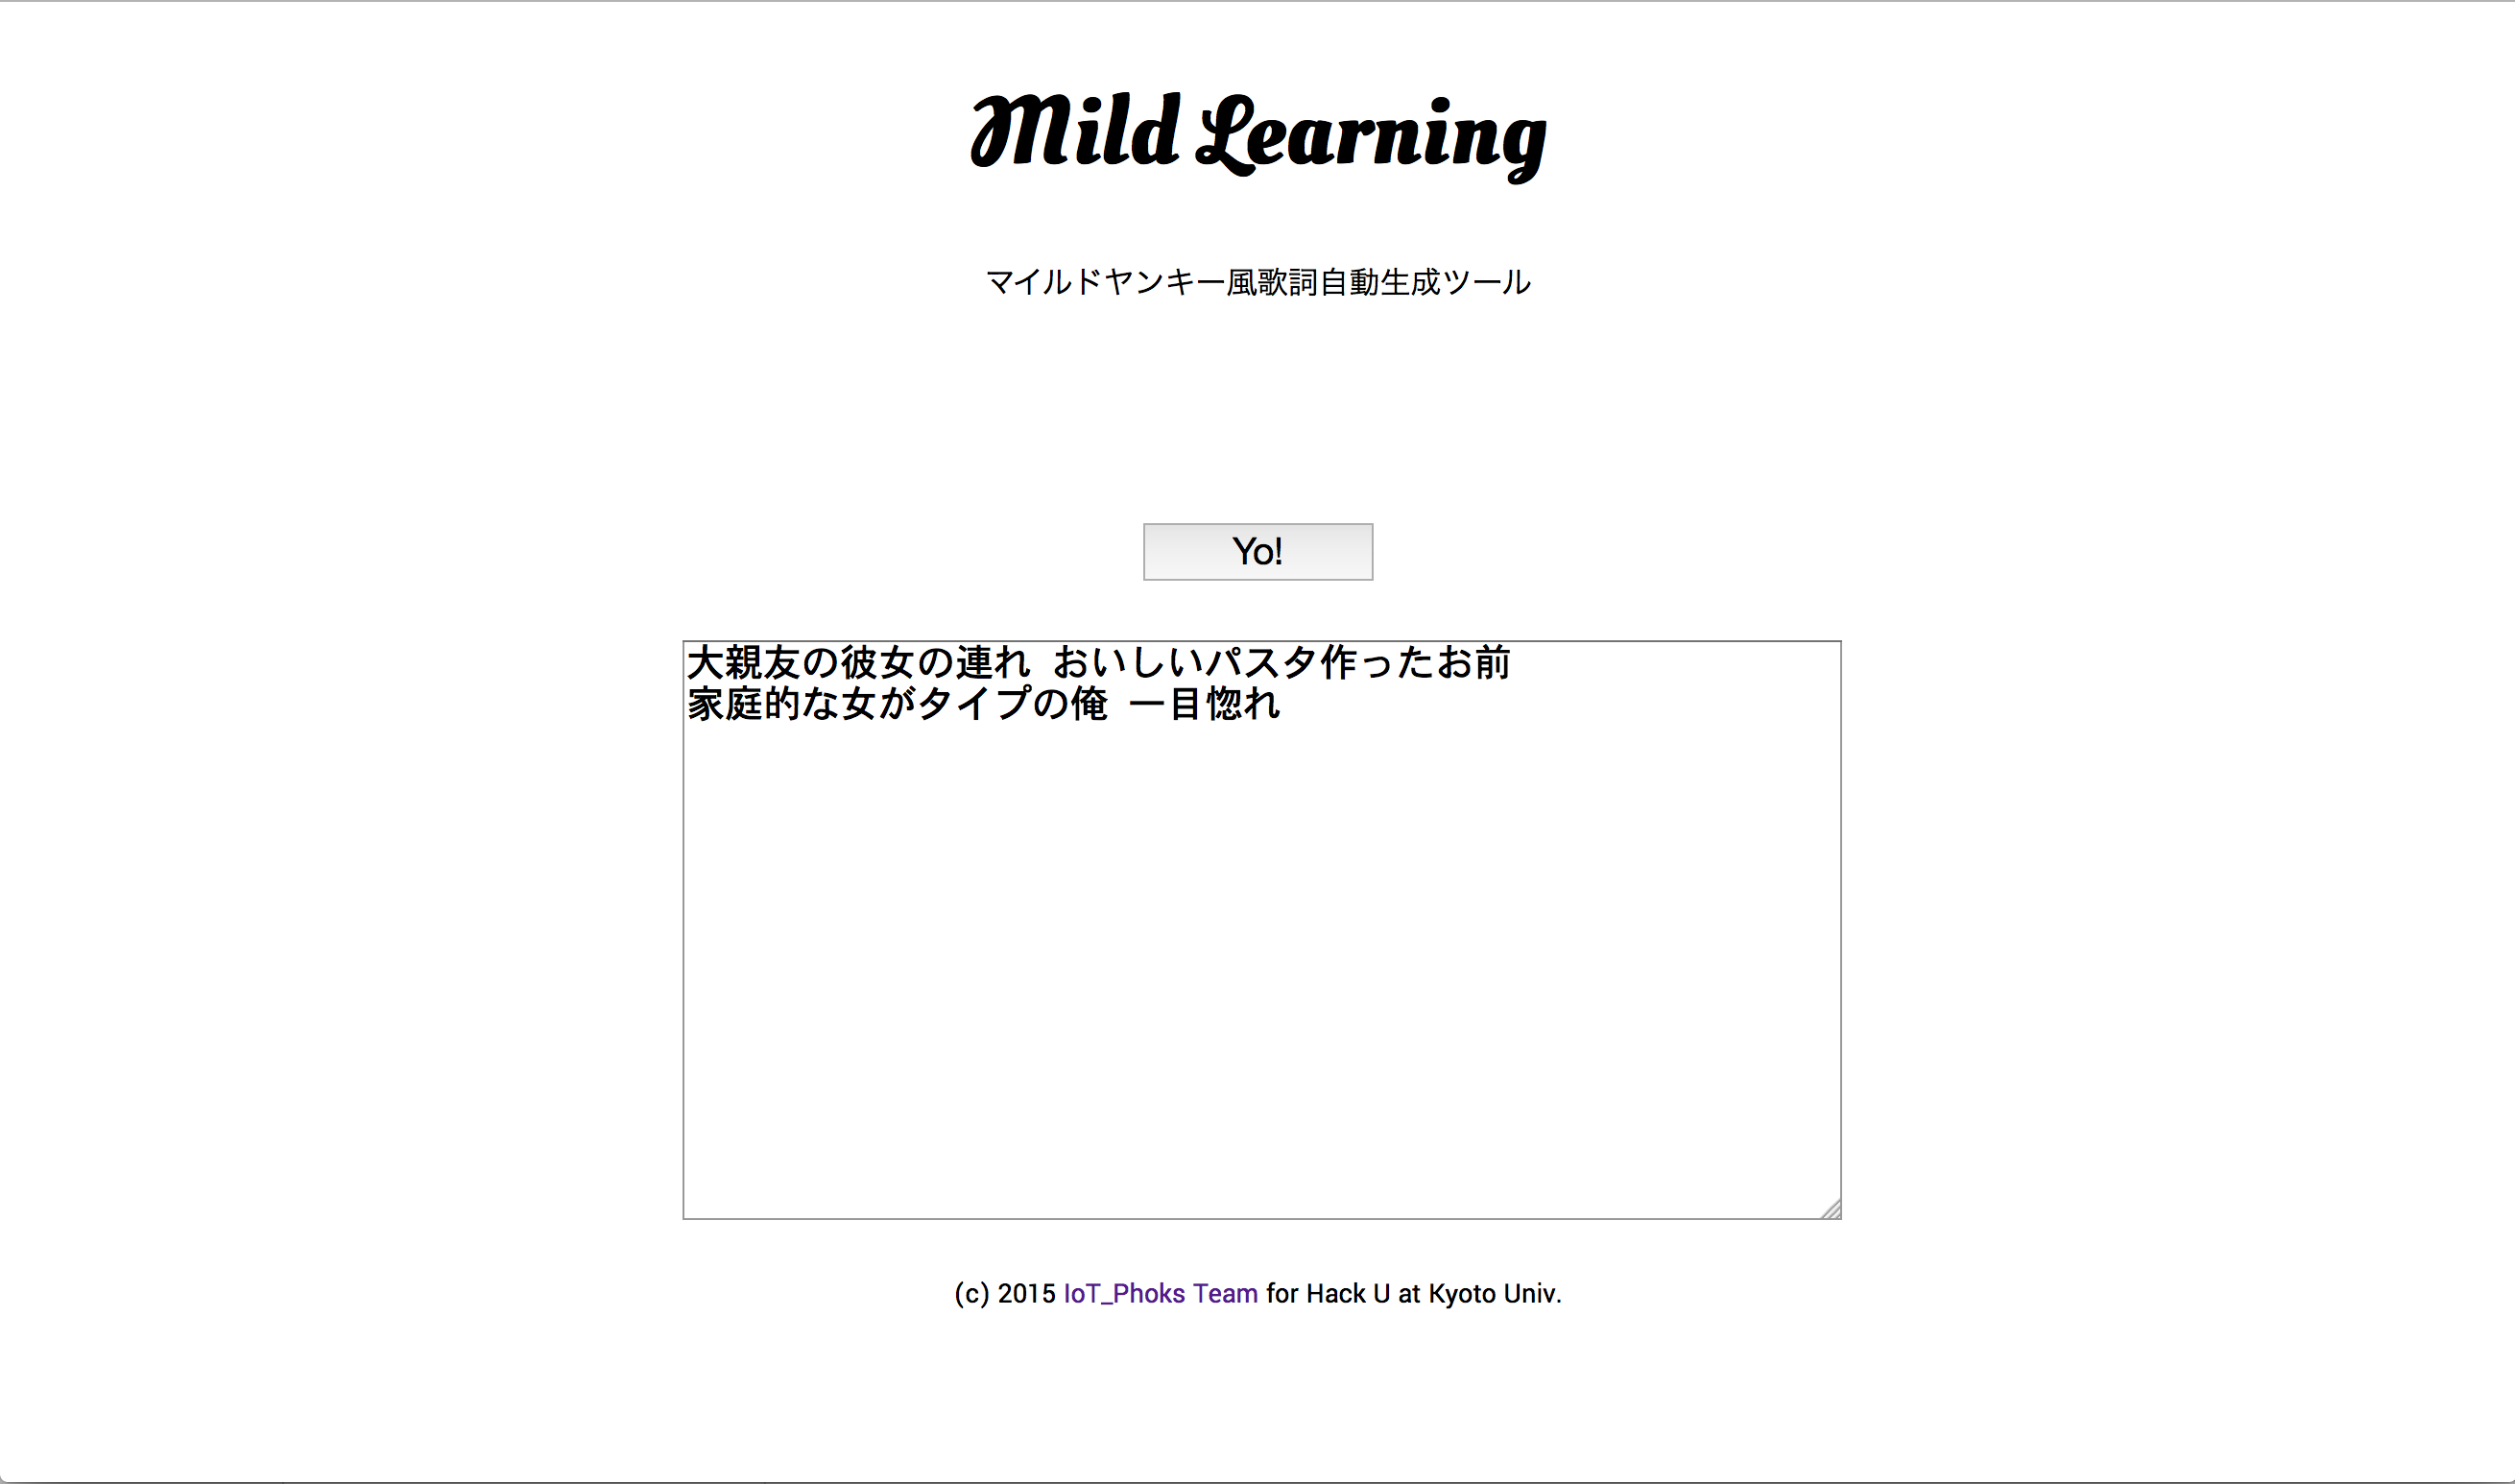 Mild Learning
マイルドヤンキー風歌詞自動生成ツール
Yo!
大親友の彼女の連れ おいしいパスタ作ったお前
家庭的な女がタイプの俺 一目惚れ
(c) 2015 IoT_Phoks Team for Hack U at Kyoto Univ.